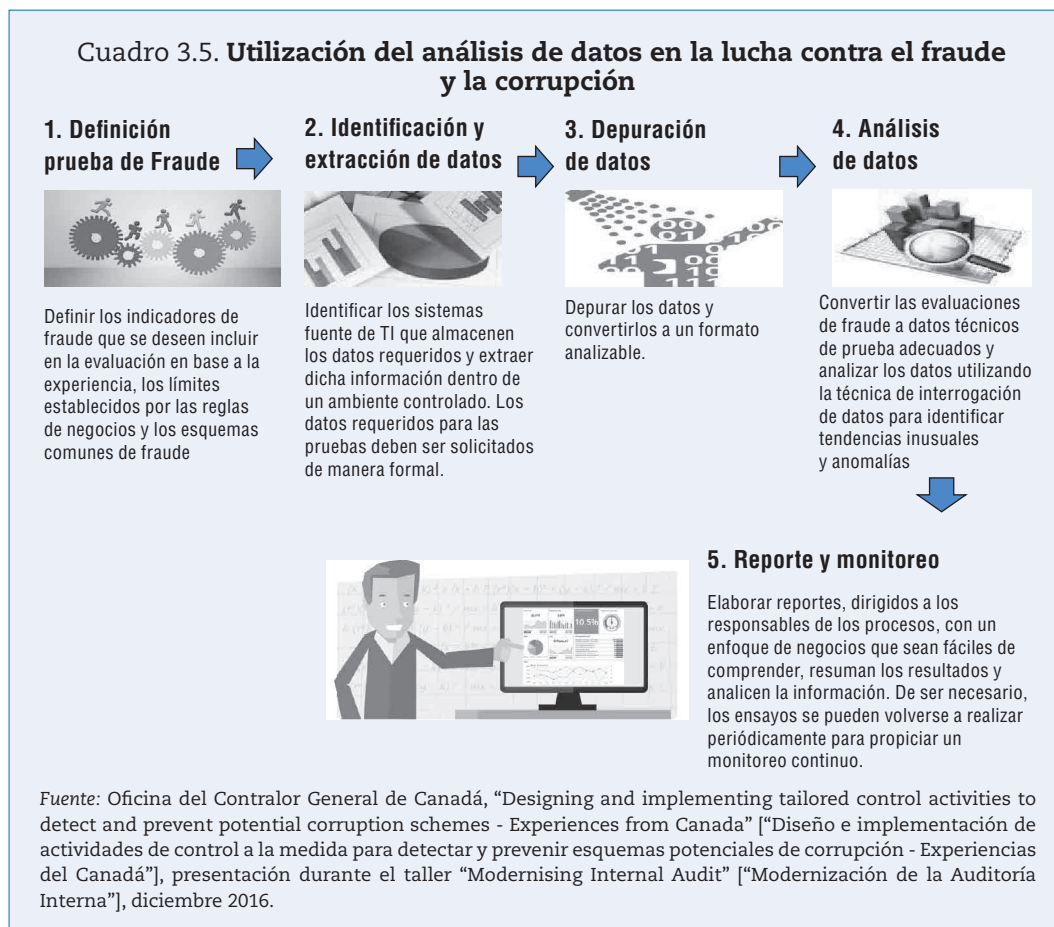 Cuadro 3.5. Utilización del análisis de datos en la lucha contra el fraude
y la corrupción
1. Definición
prueba de Fraude
Definir los indicadores de
fraude que se deseen incluir
en la evaluación en base a la
experiencia, los límites
establecidos por las reglas
de negocios y los esquemas
comunes de fraude
2. Identificación y
extracción de datos
Identificar los sistemas
fuente de TI que almacenen
los datos requeridos y extraer
dicha información dentro de
un ambiente controlado. Los
datos requeridos para las
pruebas deben ser solicitados
de manera formal.
3. Depuración
de datos
Depurar los datos y
convertirlos a un formato
analizable.
4. Análisis
de datos
Convertir las evaluaciones
de fraude a datos técnicos
de prueba adecuados y
analizar los datos utilizando
la técnica de interrogación
de datos para identificar
tendencias inusuales
y anomalías
10.5%
5. Reporte y monitoreo
Elaborar reportes, dirigidos a los
responsables de los procesos, con un
enfoque de negocios que sean fáciles de
comprender, resuman los resultados y
analicen la información. De ser necesario,
los ensayos se pueden volverse a realizar
periódicamente para propiciar un
monitoreo continuo.
Fuente: Oficina del Contralor General de Canadá, “Designing and implementing tailored control activities to
detect and prevent potential corruption schemes - Experiences from Canada” [“Diseño e implementación de
actividades de control a la medida para detectar y prevenir esquemas potenciales de corrupción - Experiencias
del Canadá”], presentación durante el taller “Modernising Internal Audit” [“Modernización de la Auditoría
Interna”], diciembre 2016.